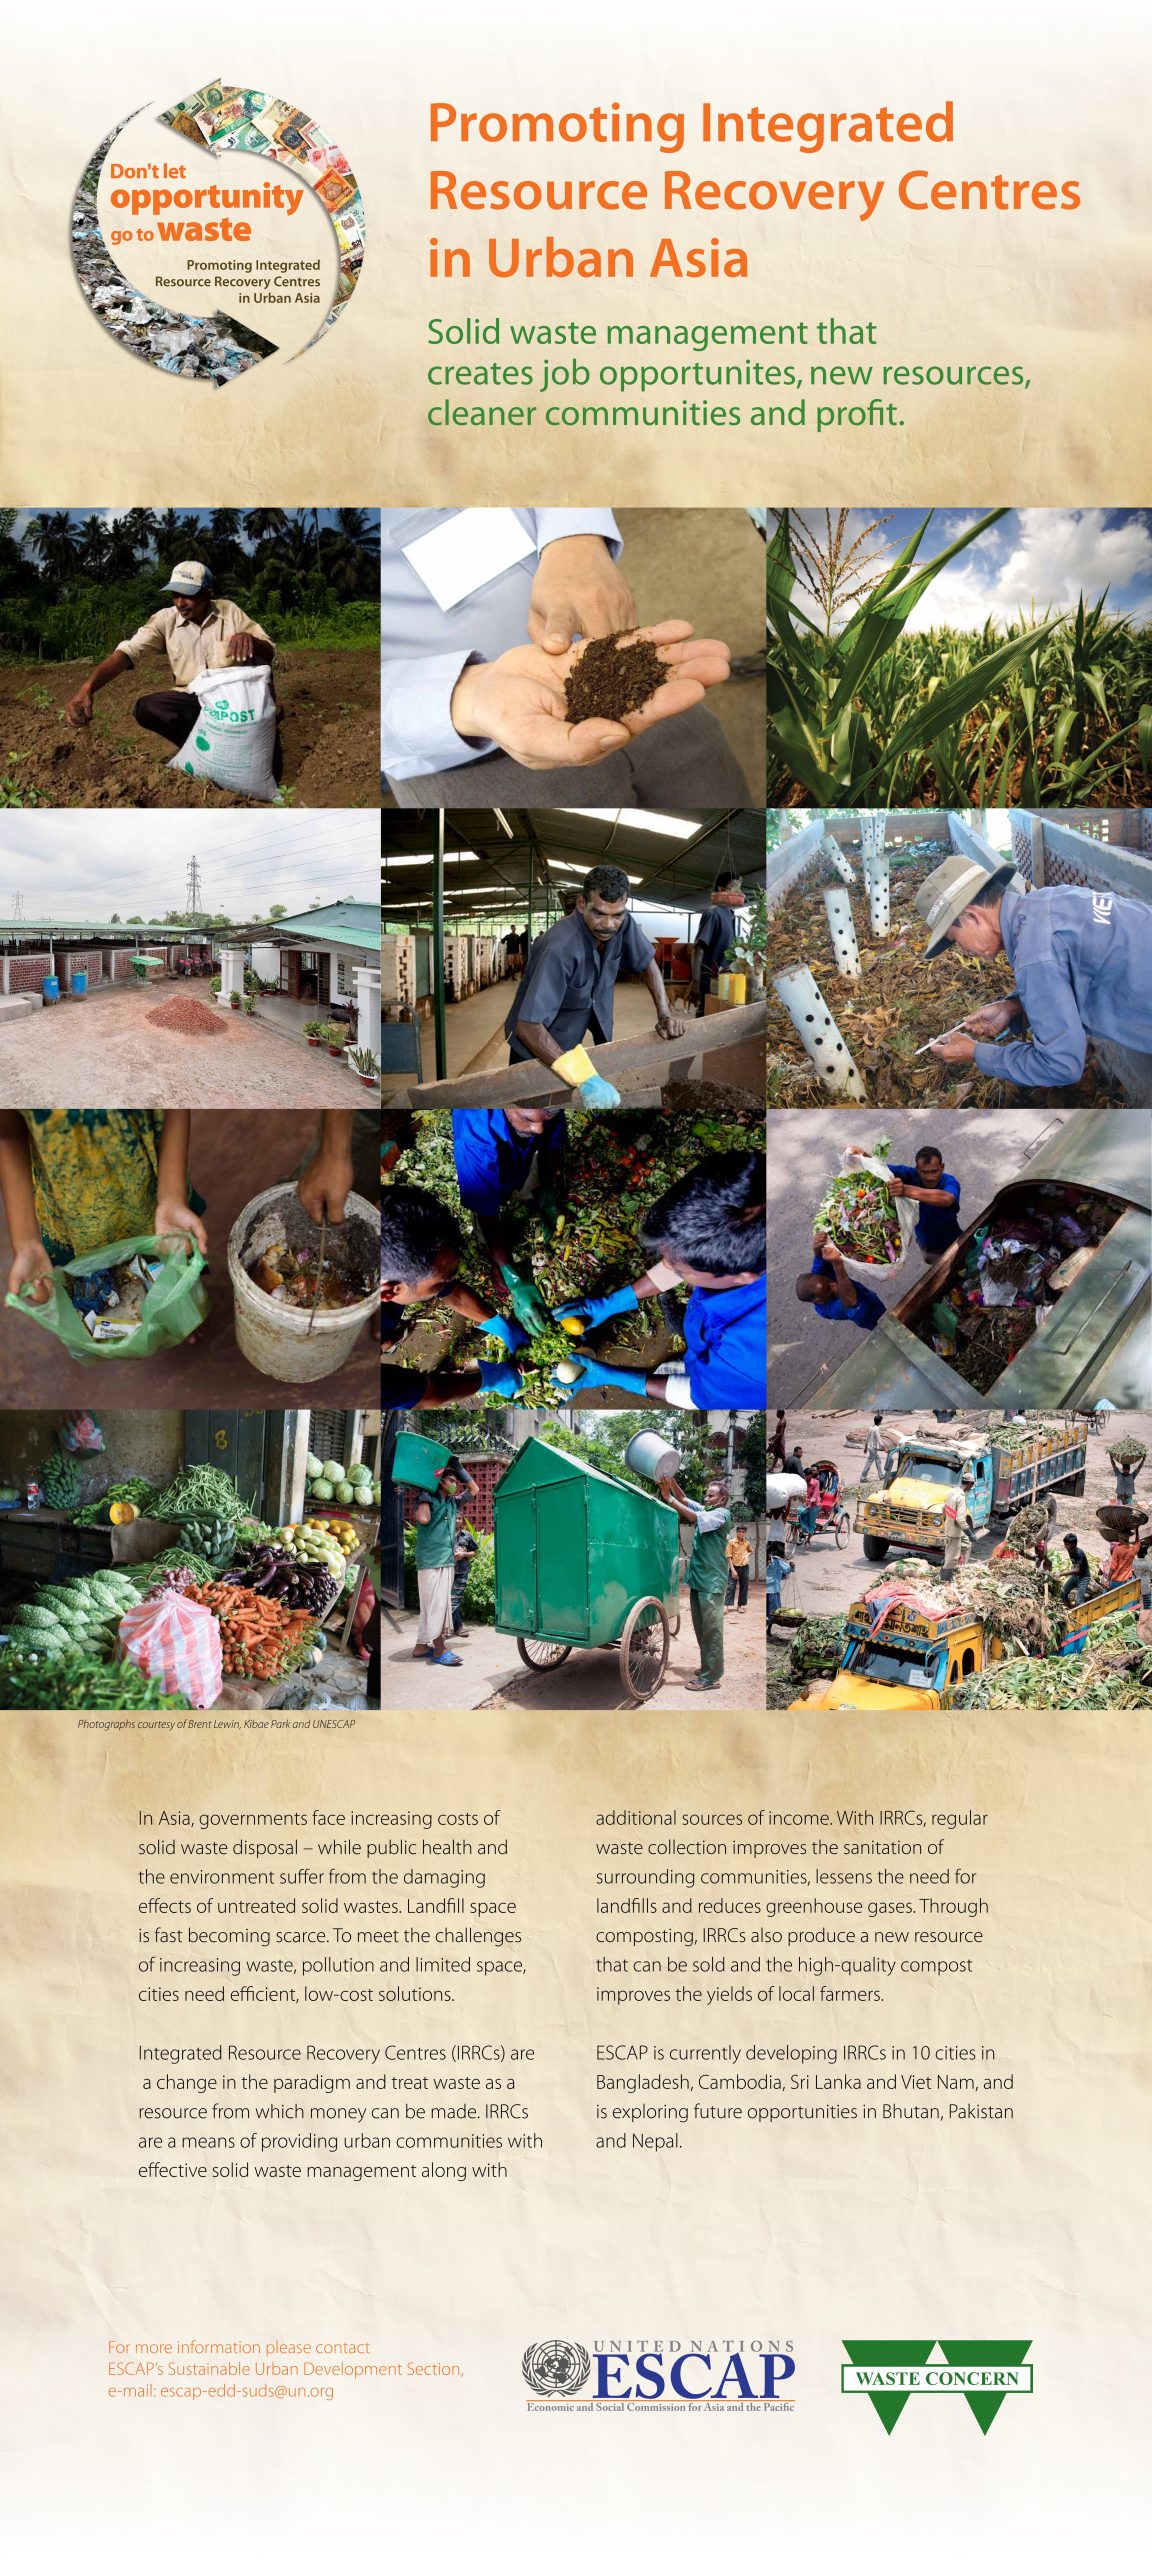 Don't let
opportunity
go to waste
Promoting Integrated
Resource Recovery Centres
in Urban Asia
Promoting Integrated
Resource Recovery Centres
in Urban Asia
Solid waste management that
creates job opportunites, new resources,
cleaner communities and profit.
VIET
8
Photographs courtesy of Brent Lewin, Kibae Park and UNESCAP
In Asia, governments face increasing costs of
solid waste disposal – while public health and
the environment suffer from the damaging
effects of untreated solid wastes. Landfill space
is fast becoming scarce. To meet the challenges
of increasing waste, pollution and limited space,
cities need efficient, low-cost solutions.
Integrated Resource Recovery Centres (IRRCs) are
a change in the paradigm and treat waste as a
resource from which money can be made. IRRCs
are a means of providing urban communities with
effective solid waste management along with
additional sources of income. With IRRCs, regular
waste collection improves the sanitation of
surrounding communities, lessens the need for
landfills and reduces greenhouse gases. Through
composting, IRRCs also produce a new resource
that can be sold and the high-quality compost
improves the yields of local farmers.
ESCAP is currently developing IRRCs in 10 cities in
Bangladesh, Cambodia, Sri Lanka and Viet Nam, and
is exploring future opportunities in Bhutan, Pakistan
and Nepal.
For more information please contact
ESCAP's Sustainable Urban Development Section,
e-mail: escap-edd-suds@un.org
UNITED NATIONS
ESCAP
Economic and Social Commission for Asia and the Pacific
WASTE CONCERN